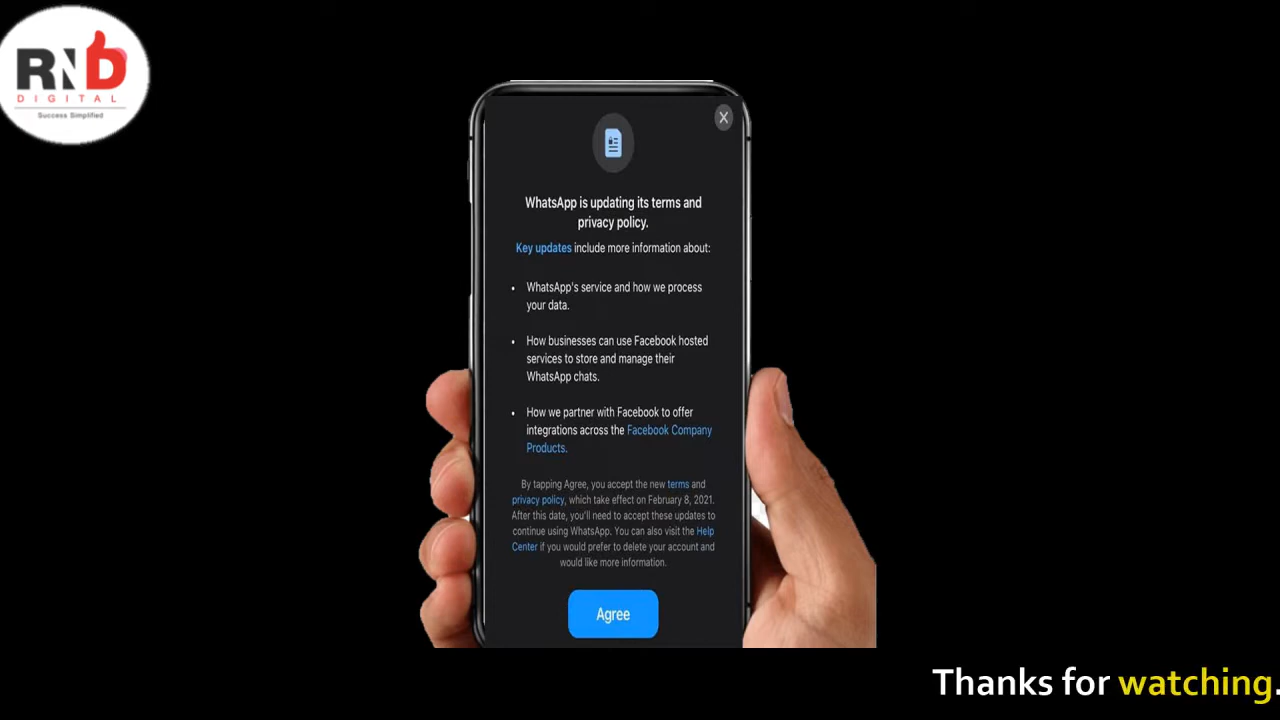 RND
DIGITAL
Success Simplified
X
WhatsApp is updating its terms and
privacy policy.
Key updates include more information about:
• WhatsApp's service and how we process
your data.
• How businesses can use Facebook hosted
services to store and manage their
WhatsApp chats.
• How we partner with Facebook to offer
integrations across the Facebook Company
Products.
By tapping Agree, you accept the new terms and
privacy policy, which take effect on February 8, 2021.
After this date, you'll need to accept these updates to
continue using WhatsApp. You can also visit the Help
Center if you would prefer to delete your account and
would like more information.
Agree
Thanks for watching.